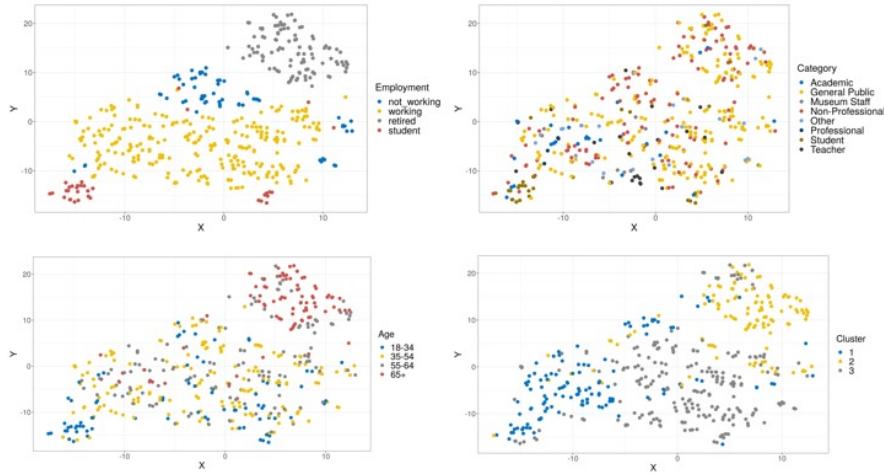 20
10
0
-10
Y
-10
0
10
X
Employment
not_working
working
retired
student
20
10
0
-10
Y
-10
0
10
X
Category
Academic
General Public
Museum Staff
Non-Professional
Other
Professional
Student
Teacher
20
10
0
-10
Y
-10
0
10
X
Age
18-34
35-54
55-64
65+
20
10
0
-10
Y
-10
0
10
X
Cluster
1
2
3